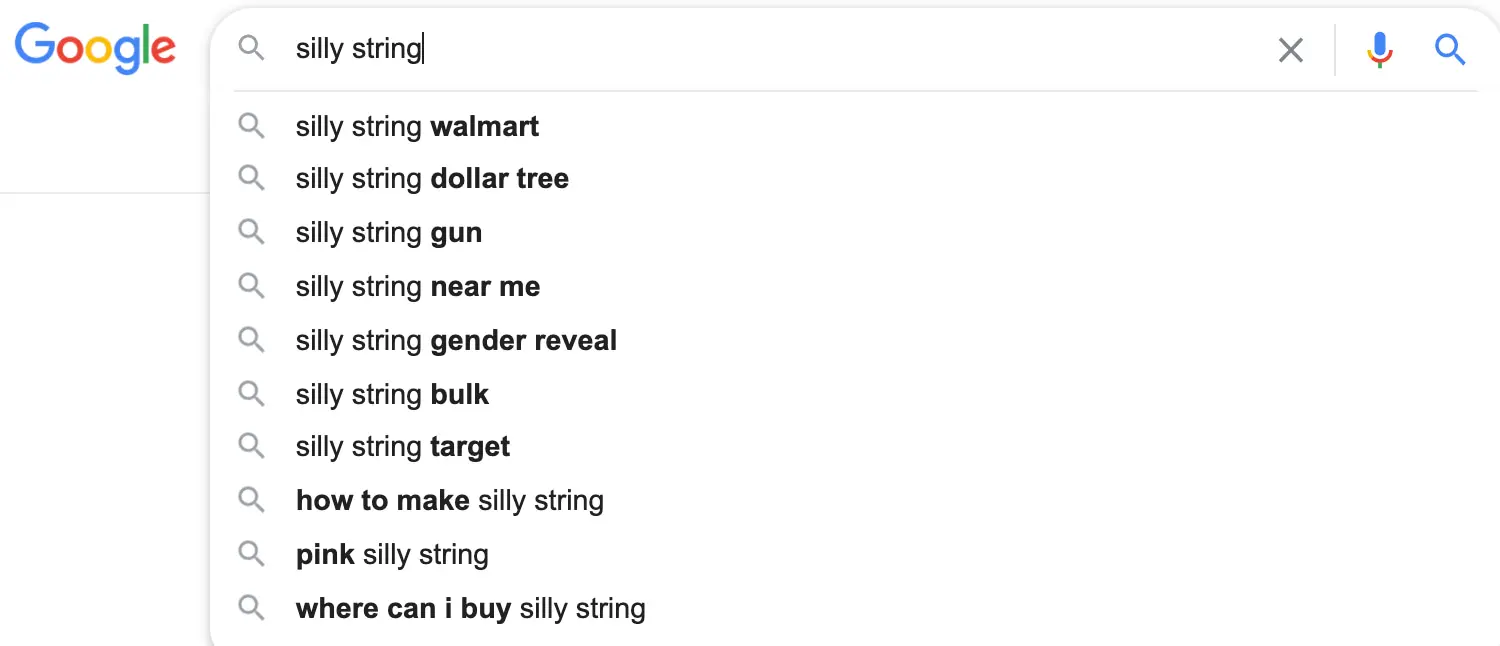 Google
silly string
silly string walmart
silly string dollar tree
silly string gun
silly string near me
silly string gender reveal
silly string bulk
silly string target
how to make silly string
pink silly string
where can i buy silly string